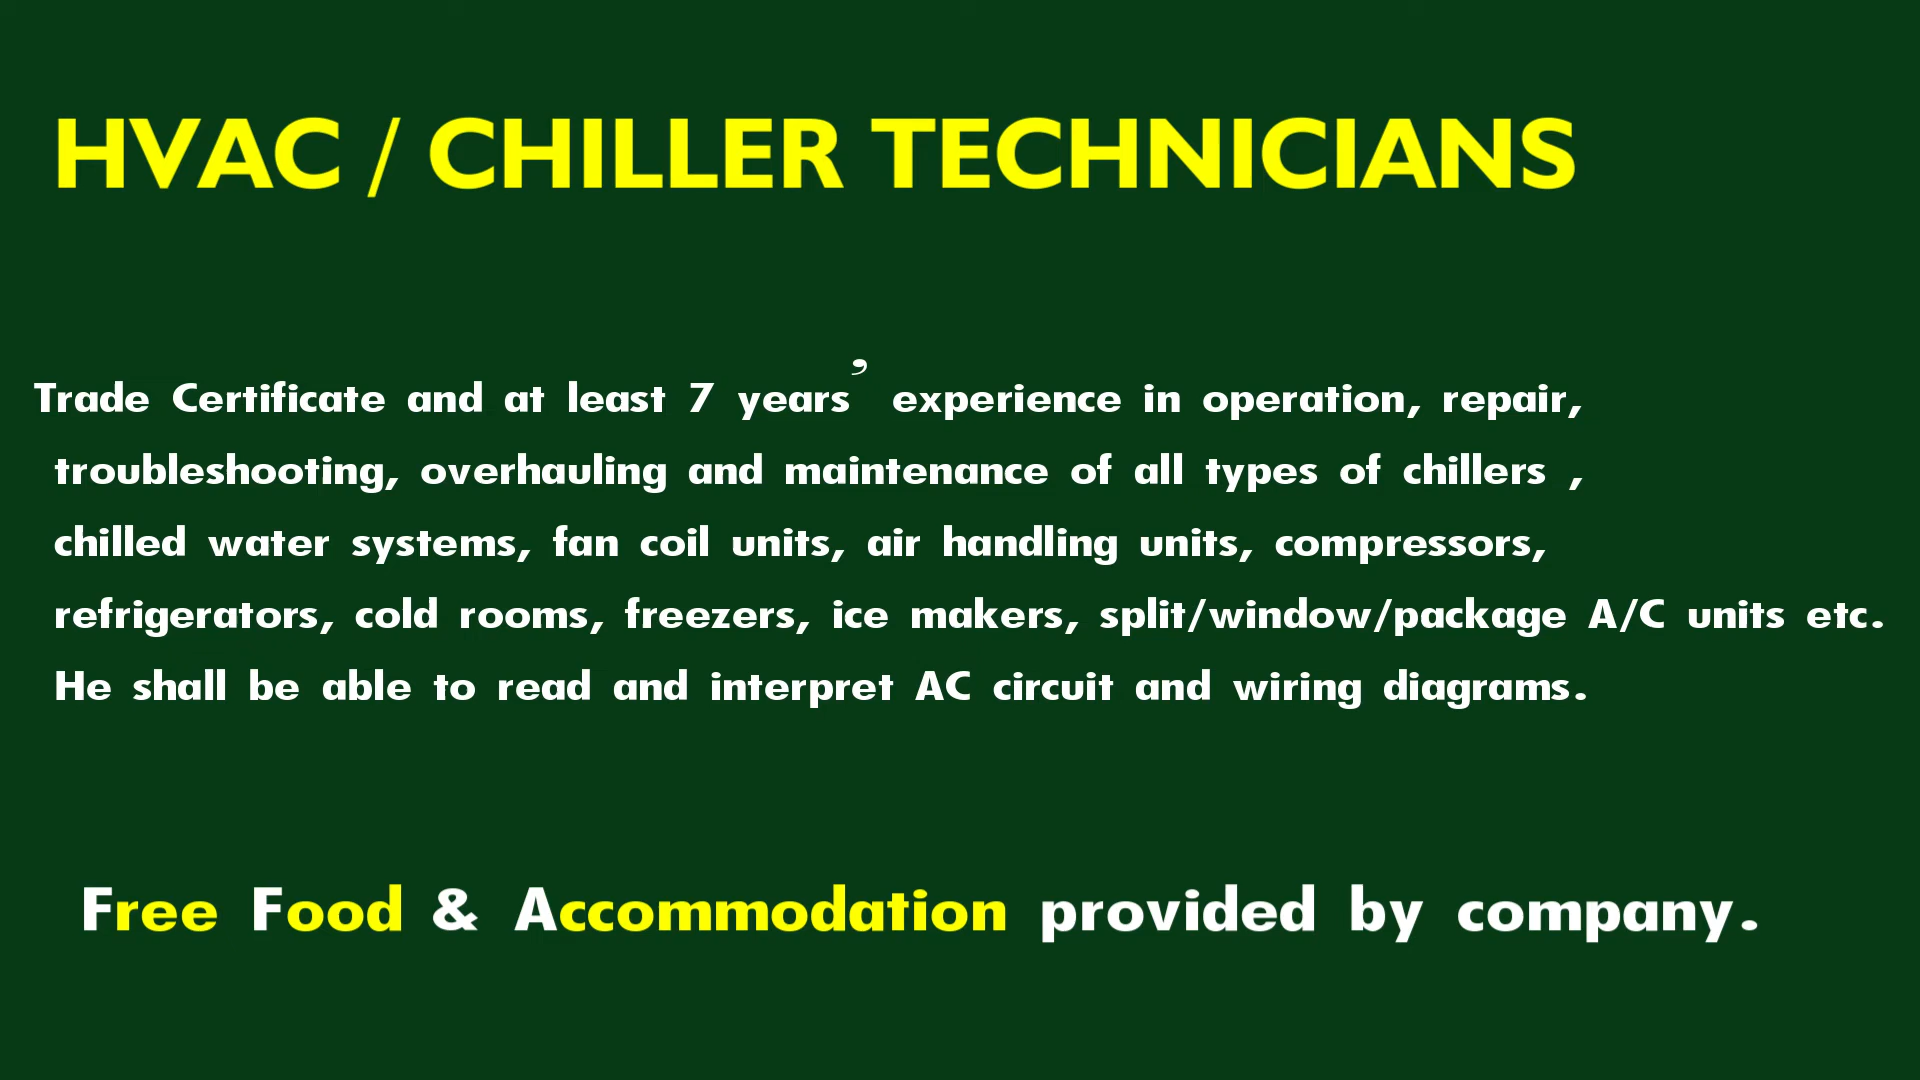 HVAC / CHILLER TECHNICIANS
Trade Certificate and at least 7 years’ experience in operation, repair,
troubleshooting, overhauling and maintenance of all types of chillers ,
chilled water systems, fan coil units, air handling units, compressors,
refrigerators, cold rooms, freezers, ice makers, split/window/package A/C units etc.
He shall be able to read and interpret AC circuit and wiring diagrams.
Free Food & Accommodation provided by company.